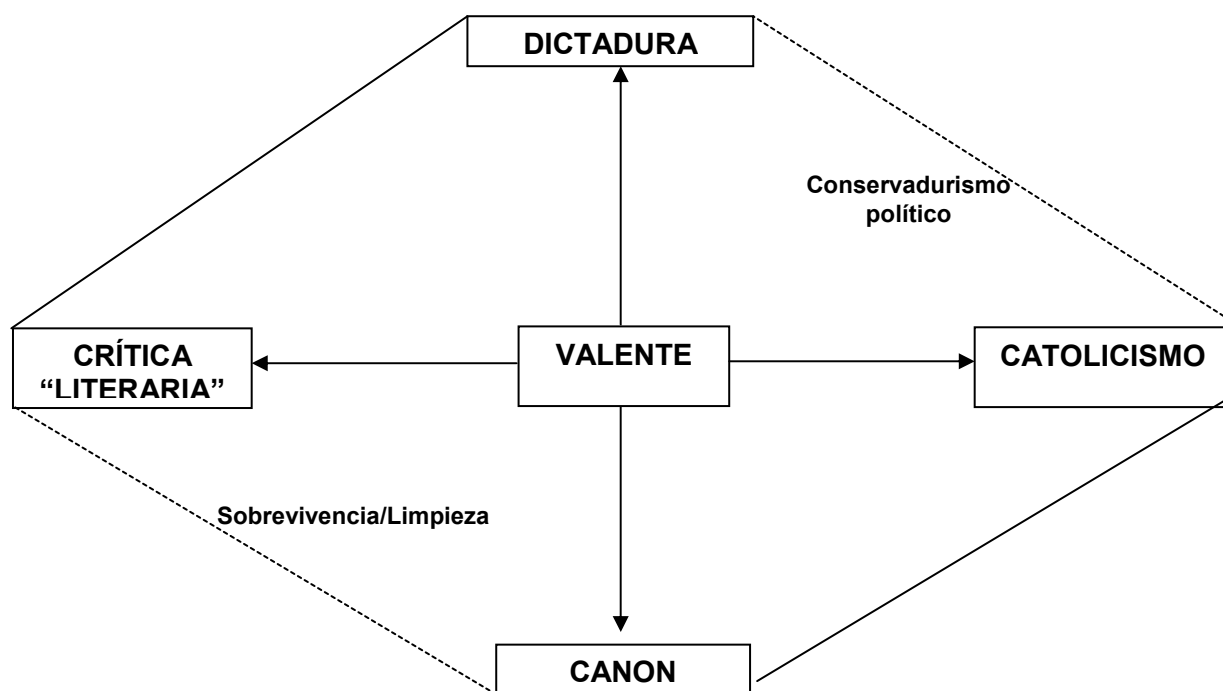 DICTADURA
Conservadurismo
político
CRÍTICA
“LITERARIA”
VALENTE
CATOLICISMO
Sobrevivencia/Limpieza
CANON